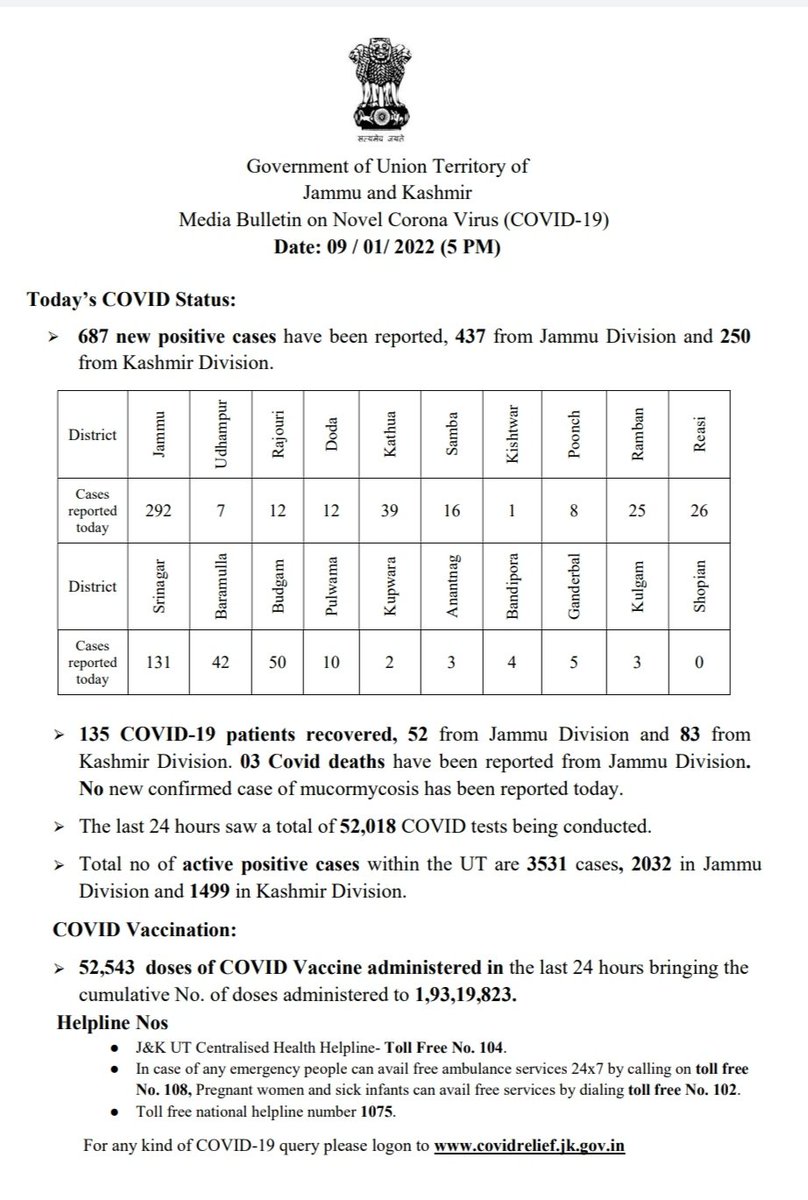 सत्यमेव जयते
Government of Union Territory of
Jammu and Kashmir
Media Bulletin on Novel Corona Virus (COVID-19)
Date: 09 / 01/ 2022 (5 PM)
Today’s COVID Status:
➢ 687 new positive cases have been reported, 437 from Jammu Division and 250
from Kashmir Division.
District Jammu Udhampur Rajouri Doda Kathua Samba Kishtwar Poonch Ramban Reasi
Cases
reported
today
292 7 12 12 39 16 1 8 25 26
District Srinagar Baramulla Budgam Pulwama Kupwara Anantnag Bandipora Ganderbal Kulgam Shopian
Cases
reported
today
131 42 50 10 2 3 4 5 3 0
➢ 135 COVID-19 patients recovered, 52 from Jammu Division and 83 from
Kashmir Division. 03 Covid deaths have been reported from Jammu Division.
No new confirmed case of mucormycosis has been reported today.
➢ The last 24 hours saw a total of 52,018 COVID tests being conducted.
➢ Total no of active positive cases within the UT are 3531 cases, 2032 in Jammu
Division and 1499 in Kashmir Division.
COVID Vaccination:
➢ 52,543 doses of COVID Vaccine administered in the last 24 hours bringing the
cumulative No. of doses administered to 1,93,19,823.
Helpline Nos
● J&K UT Centralised Health Helpline- Toll Free No. 104.
● In case of any emergency people can avail free ambulance services 24x7 by calling on toll free
No. 108, Pregnant women and sick infants can avail free services by dialing toll free No. 102.
● Toll free national helpline number 1075.
For any kind of COVID-19 query please logon to www.covidrelief.jk.gov.in